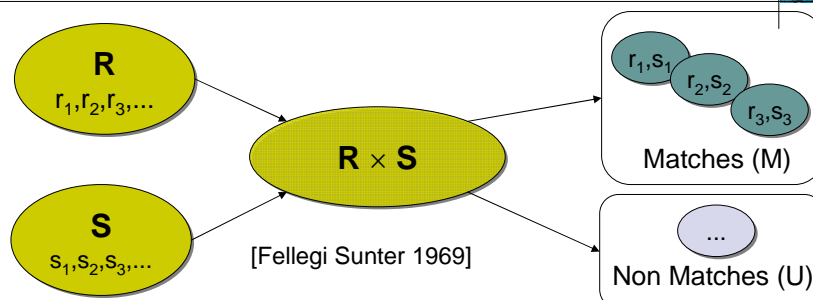 R
r₁,r₂,r₃,...
S
s₁,s₂,s₃,...
R × S
[Fellegi Sunter 1969]
r₁,s₁
r₂,s₂
r₃,s₃
Matches (M)
...
Non Matches (U)